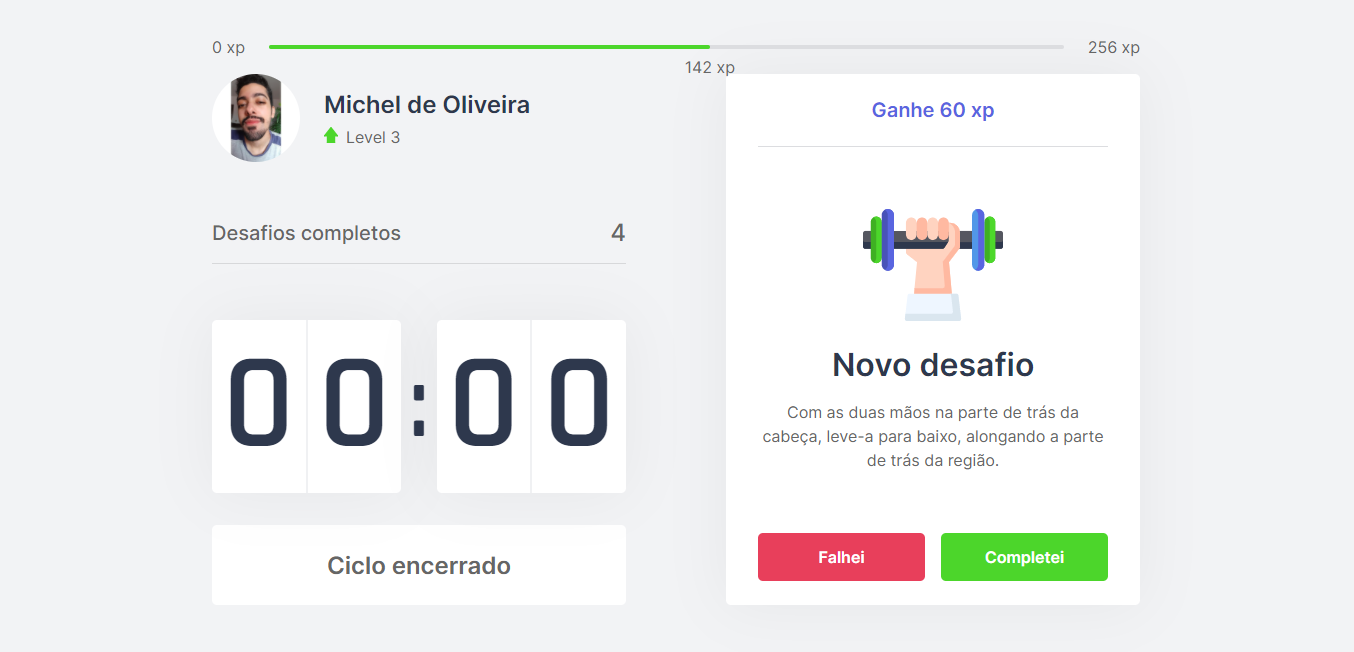 0 xp
256 xp
142 xp
Michel de Oliveira
Level 3
Desafios completos 4
00:00
Ciclo encerrado
Ganhe 60 xp
Novo desafio
Com as duas mãos na parte de trás da
cabeça, leve-a para baixo, alongando a parte
de trás da região.
Falhei
Completei